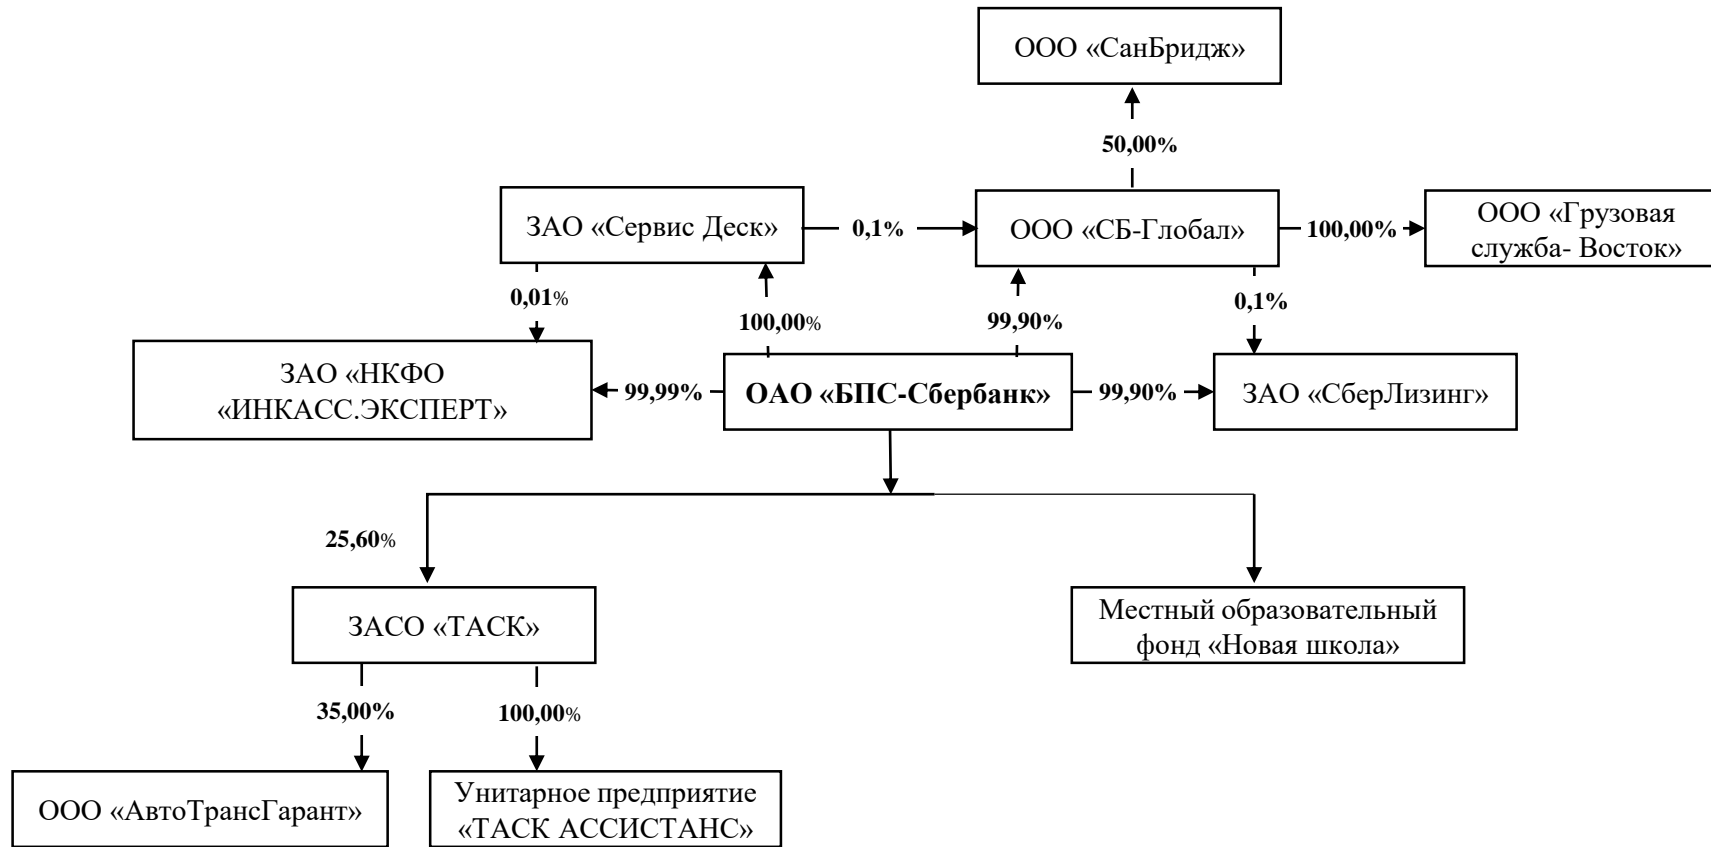 ООО «СанБридж»
50,00%
ЗАО «Сервис Деск»
0,1%
ООО «СБ-Глобал»
100,00%
ООО «Грузовая
служба- Восток»
0,01%
100,00%
99,90%
0,1%
ЗАО «НКФО
«ИНКАСС.ЭКСПЕРТ»
99,99%
ОАО «БПС-Сбербанк»
99,90%
ЗАО «СберЛизинг»
25,60%
ЗАСО «ТАСК»
Местный образовательный
фонд «Новая школа»
35,00%
100,00%
ООО «АвтоТрансГарант»
Унитарное предприятие
«ТАСК АССИСТАНС»